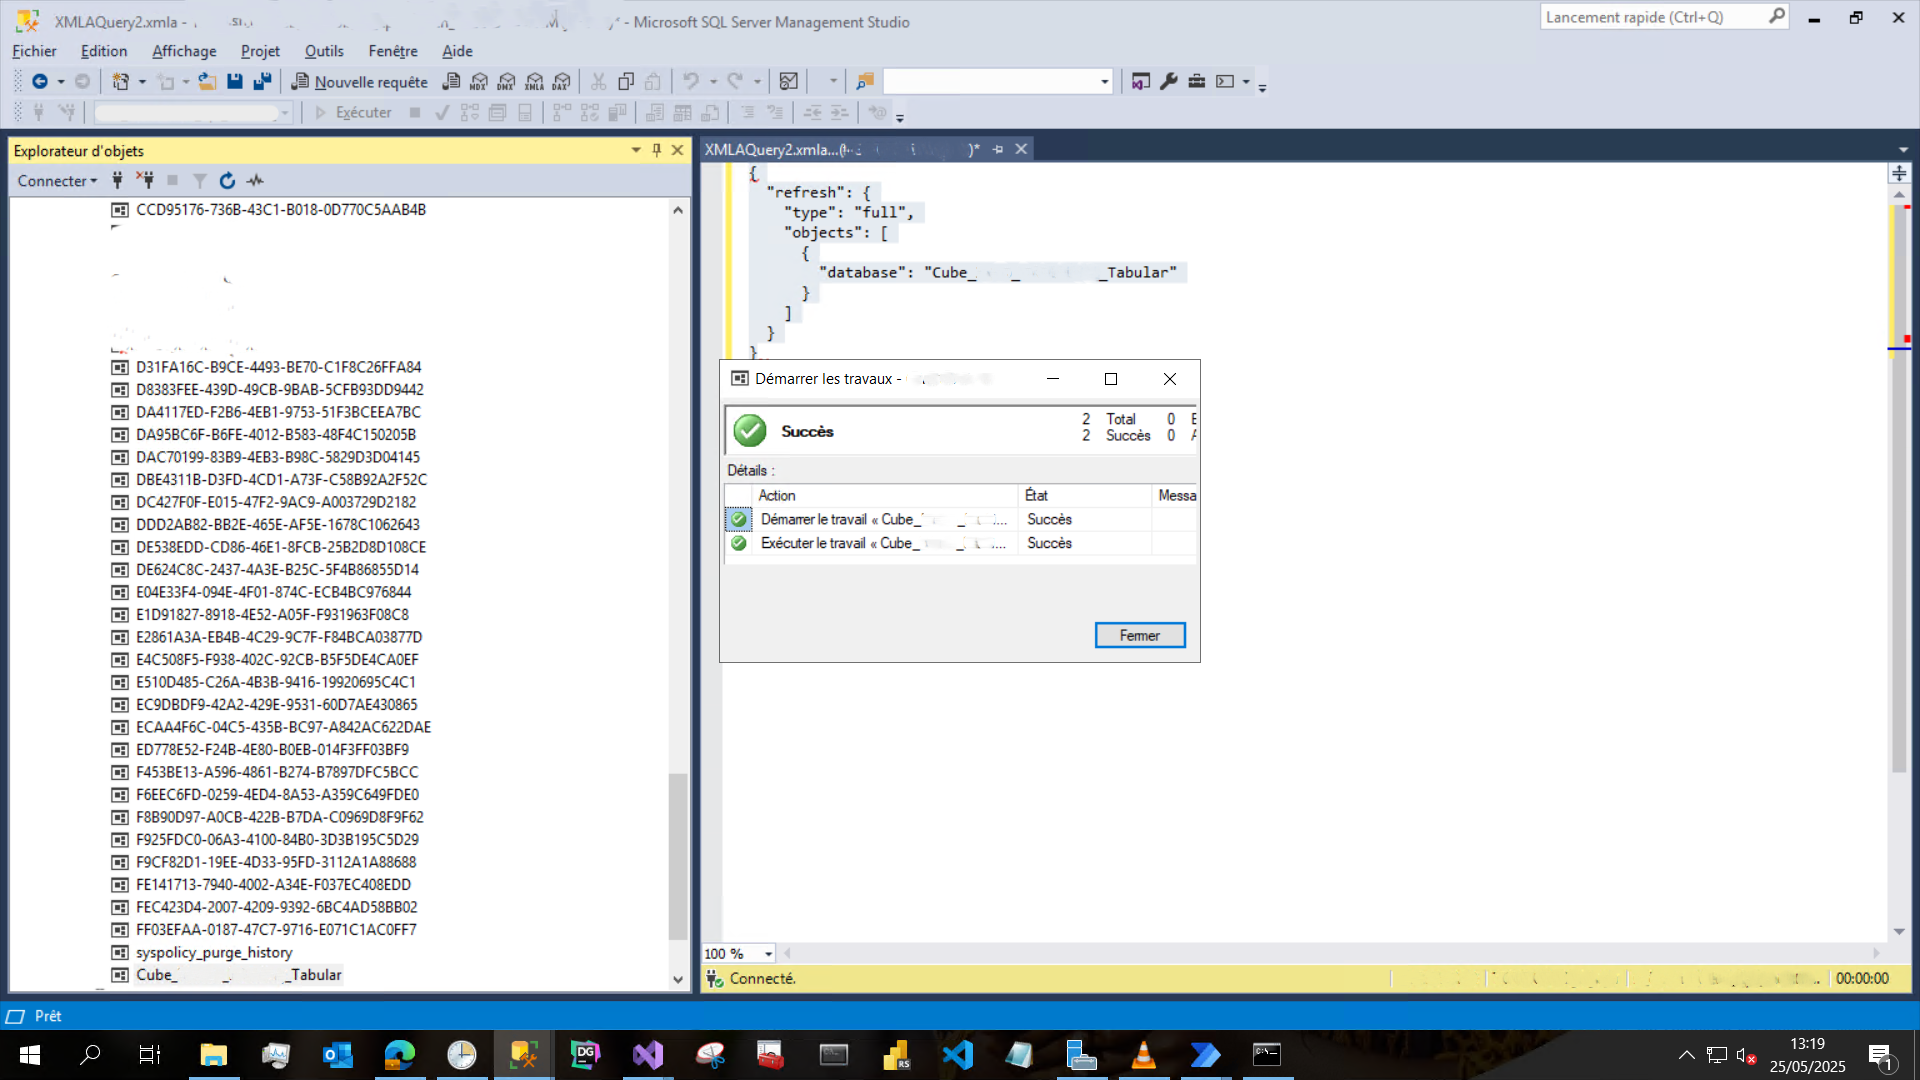 XMLAQuery2.xmla - Microsoft SQL Server Management Studio
Lancement rapide (Ctrl+Q)
Fichier Edition Affichage Projet Outils Fenêtre Aide
Nouvelle requête MDX DMX XMLA DAX
Exécuter
Explorateur d'objets
Connecter
CCD95176-736B-43C1-B018-0D770C5AAB4B
D31FA16C-B9CE-4493-BE70-C1F8C26FFA84
D8383FEE-439D-49CB-9BAB-5CFB93DD9442
DA4117ED-F2B6-4EB1-9753-51F3BCEEA7BC
DA95BC6F-B6FE-4012-B583-48F4C150205B
DAC70199-83B9-4EB3-B98C-5829D3D04145
DBE4311B-D3FD-4CD1-A73F-C58B92A2F52C
DC427F0F-E015-47F2-9AC9-A003729D2182
DDD2AB82-BB2E-465E-AF5E-1678C1062643
DE538EDD-CD86-46E1-8FCB-25B2D8D108CE
DE624C8C-2437-4A3E-B25C-5F4B86855D14
E04E33F4-094E-4F01-874C-ECB4BC976844
E1D91827-8918-4E52-A05F-F931963F08C8
E2861A3A-EB4B-4C29-9C7F-F84BCA03877D
E4C508F5-F938-402C-92CB-B5F5DE4CA0EF
E510D485-C26A-4B3B-9416-19920695C4C1
EC9DBDF9-42A2-429E-9531-60D7AE430865
ECAA4F6C-04C5-435B-BC97-A842AC622DAE
ED778E52-F24B-4E80-B0EB-014F3FF03BF9
F453BE13-A596-4861-B274-B7897DFC5BCC
F6EEC6FD-0259-4ED4-8A53-A359C649FDE0
F8B90D97-A0CB-422B-B7DA-C0969D8F9F62
F925FDC0-06A3-4100-84B0-3D3B195C5D29
F9CF82D1-19EE-4D33-95FD-3112A1A88688
FE141713-7940-4002-A34E-F037EC408EDD
FEC423D4-2007-4209-9392-6BC4AD58BB02
FF03EFAA-0187-47C7-9716-E071C1AC0FF7
syspolicy_purge_history
Cube_ _Tabular
XMLAQuery2.xmla...( )*
{
"refresh": {
"type": "full",
"objects": [
{
"database": "Cube_ _ _Tabular"
}
]
}
}
Démarrer les travaux -
Succès
2 Total 0 E
2 Succès 0 A
Détails :
Action État Messa
Démarrer le travail « Cube_ _ ... Succès
Exécuter le travail « Cube_ _ ... Succès
Fermer
100 %
Connecté.
00:00:00
Prêt
DG
RS
13:19
25/05/2025
1